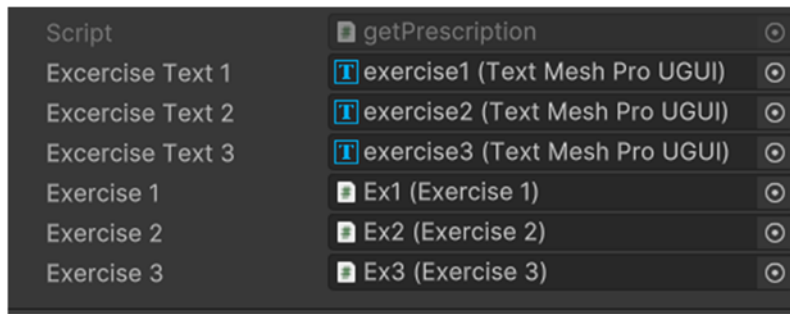 Script # getPrescription
Excercise Text 1 T exercise1 (Text Mesh Pro UGUI)
Excercise Text 2 T exercise2 (Text Mesh Pro UGUI)
Excercise Text 3 T exercise3 (Text Mesh Pro UGUI)
Exercise 1 # Ex1 (Exercise 1)
Exercise 2 # Ex2 (Exercise 2)
Exercise 3 # Ex3 (Exercise 3)